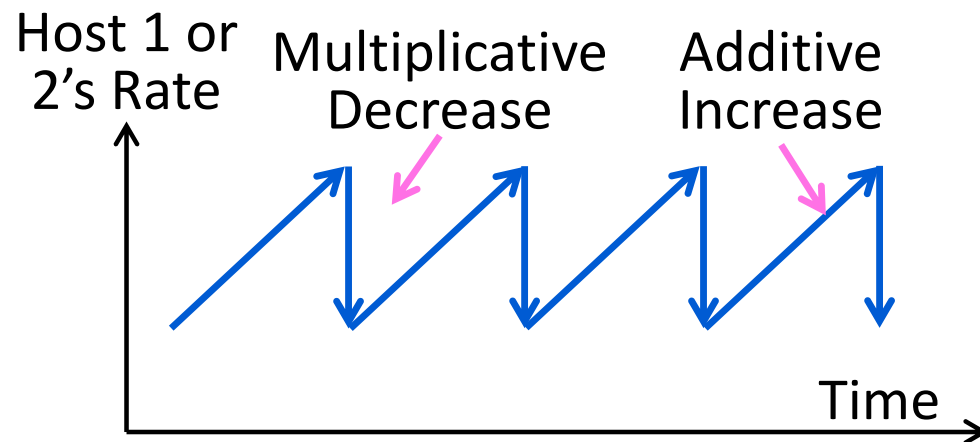 Host 1 or
2’s Rate
Multiplicative
Decrease
Additive
Increase
Time